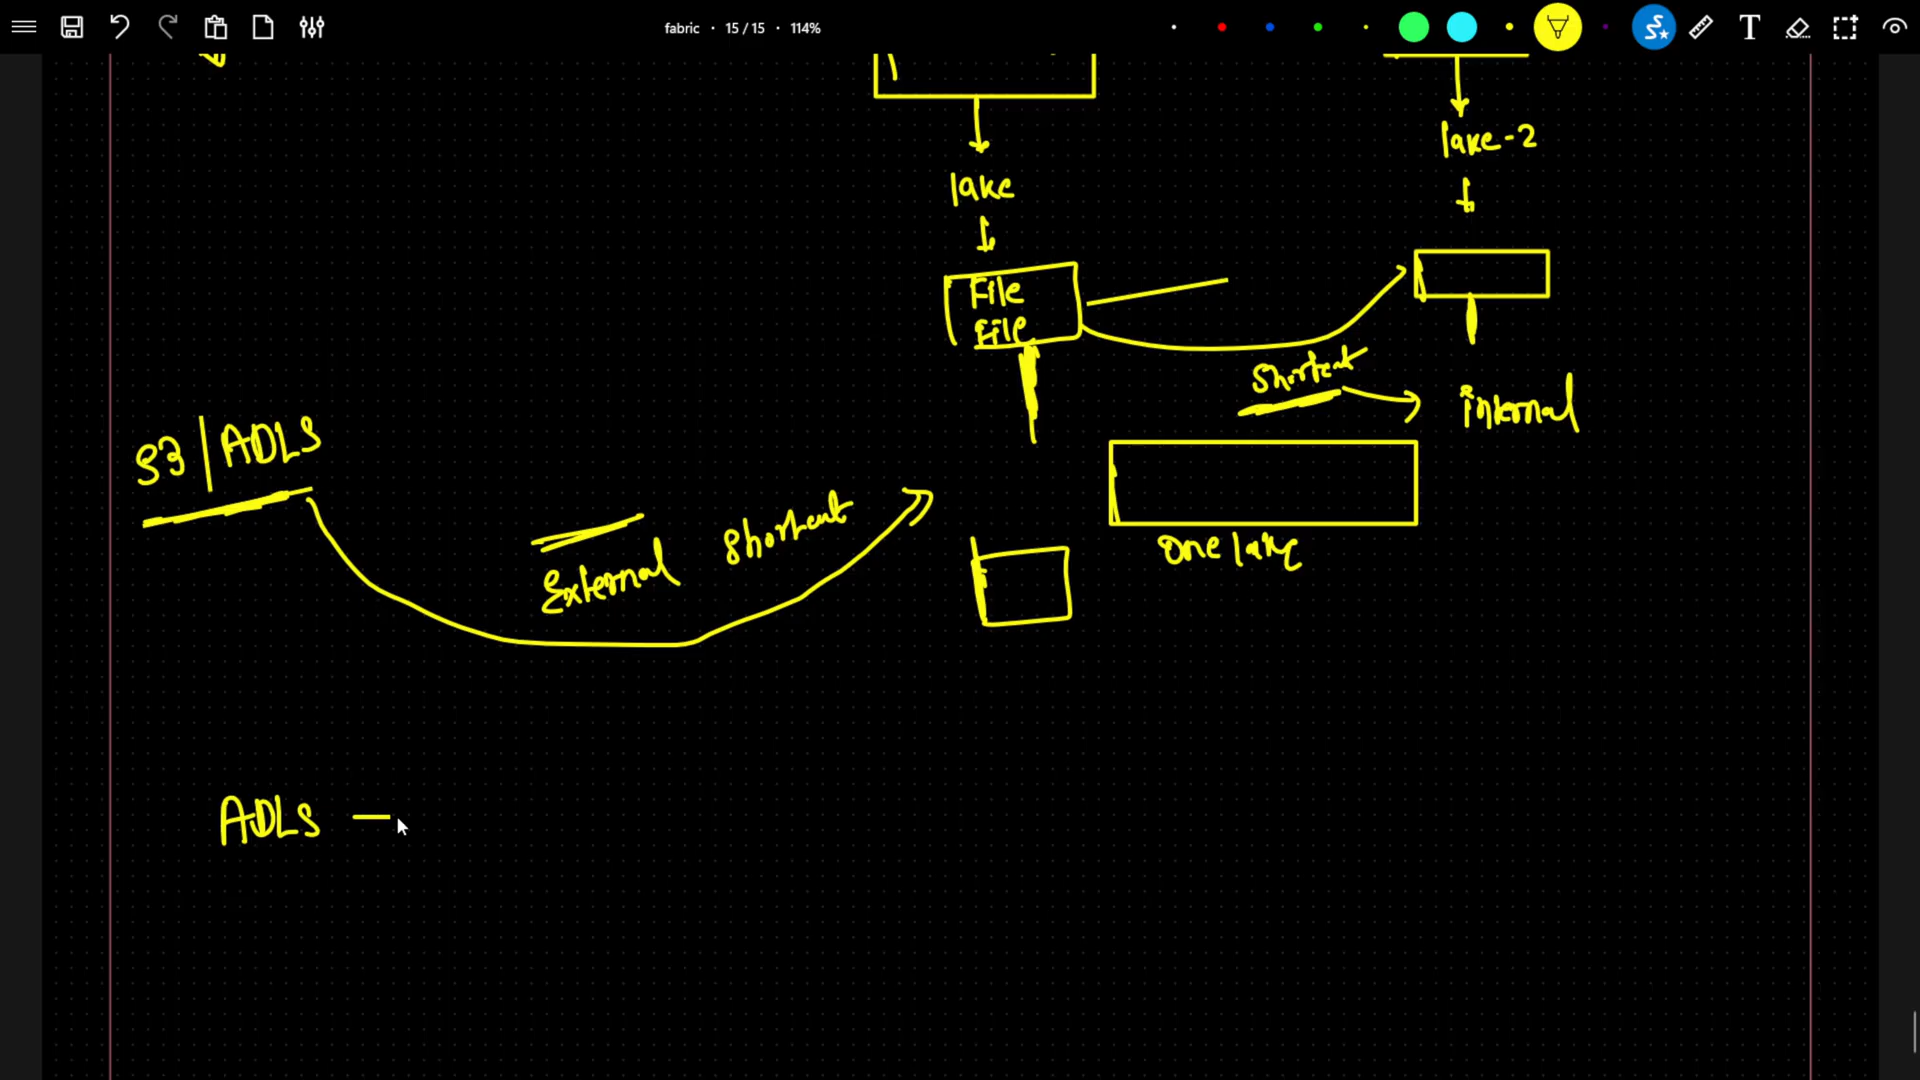 fabric • 15 / 15 • 114%
T
lake-2
lake
File
File
Shortcut
internal
S3 | ADLS
External shortcut
one lake
ADLS —